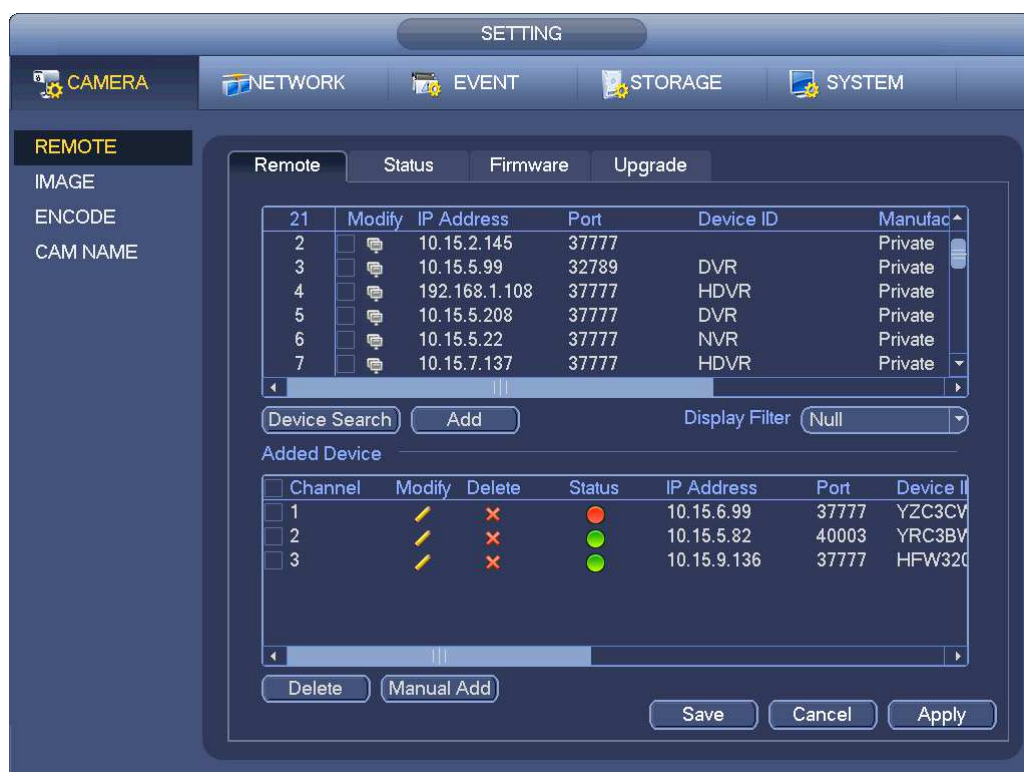 SETTING
CAMERA NETWORK EVENT STORAGE SYSTEM
REMOTE
IMAGE
ENCODE
CAM NAME
Remote Status Firmware Upgrade
21 Modify IP Address Port Device ID Manufac
2 10.15.2.145 37777 Private
3 10.15.5.99 32789 DVR Private
4 192.168.1.108 37777 HDVR Private
5 10.15.5.208 37777 DVR Private
6 10.15.5.22 37777 NVR Private
7 10.15.7.137 37777 HDVR Private
Device Search Add Display Filter Null
Added Device
Channel Modify Delete Status IP Address Port Device I
1 10.15.6.99 37777 YZC3CV
2 10.15.5.82 40003 YRC3BV
3 10.15.9.136 37777 HFW320
Delete Manual Add
Save Cancel Apply